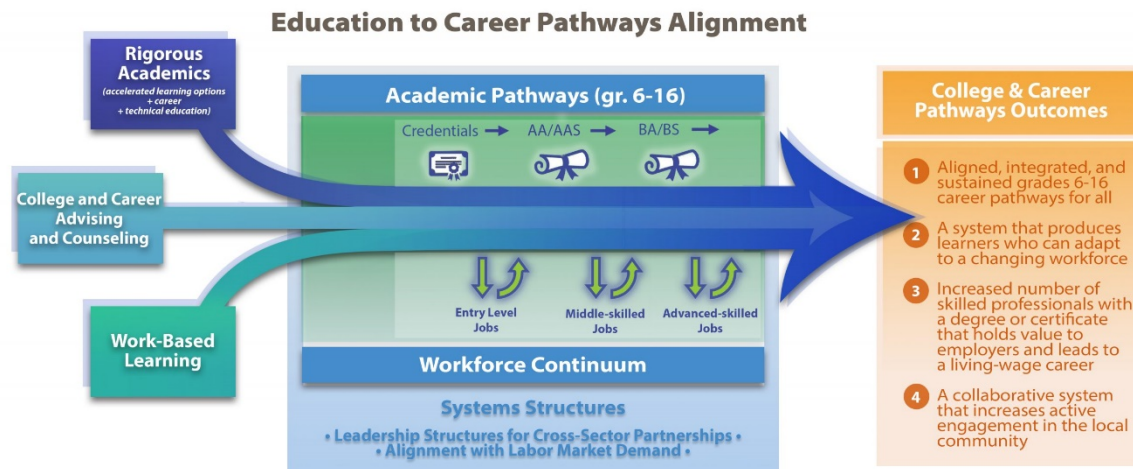 Education to Career Pathways Alignment
Rigorous
Academics
(accelerated learning options
+ career
+ technical education)
College and Career
Advising
and Counseling
Work-Based
Learning
Academic Pathways (gr. 6-16)
Credentials → AA/AAS → BA/BS →
Entry Level
Jobs
Middle-skilled
Jobs
Advanced-skilled
Jobs
Workforce Continuum
Systems Structures
• Leadership Structures for Cross-Sector Partnerships •
• Alignment with Labor Market Demand •
College & Career
Pathways Outcomes
1 Aligned, integrated, and
sustained grades 6-16
career pathways for all
2 A system that produces
learners who can adapt
to a changing workforce
3 Increased number of
skilled professionals with
a degree or certificate
that holds value to
employers and leads to
a living-wage career
4 A collaborative system
that increases active
engagement in the local
community